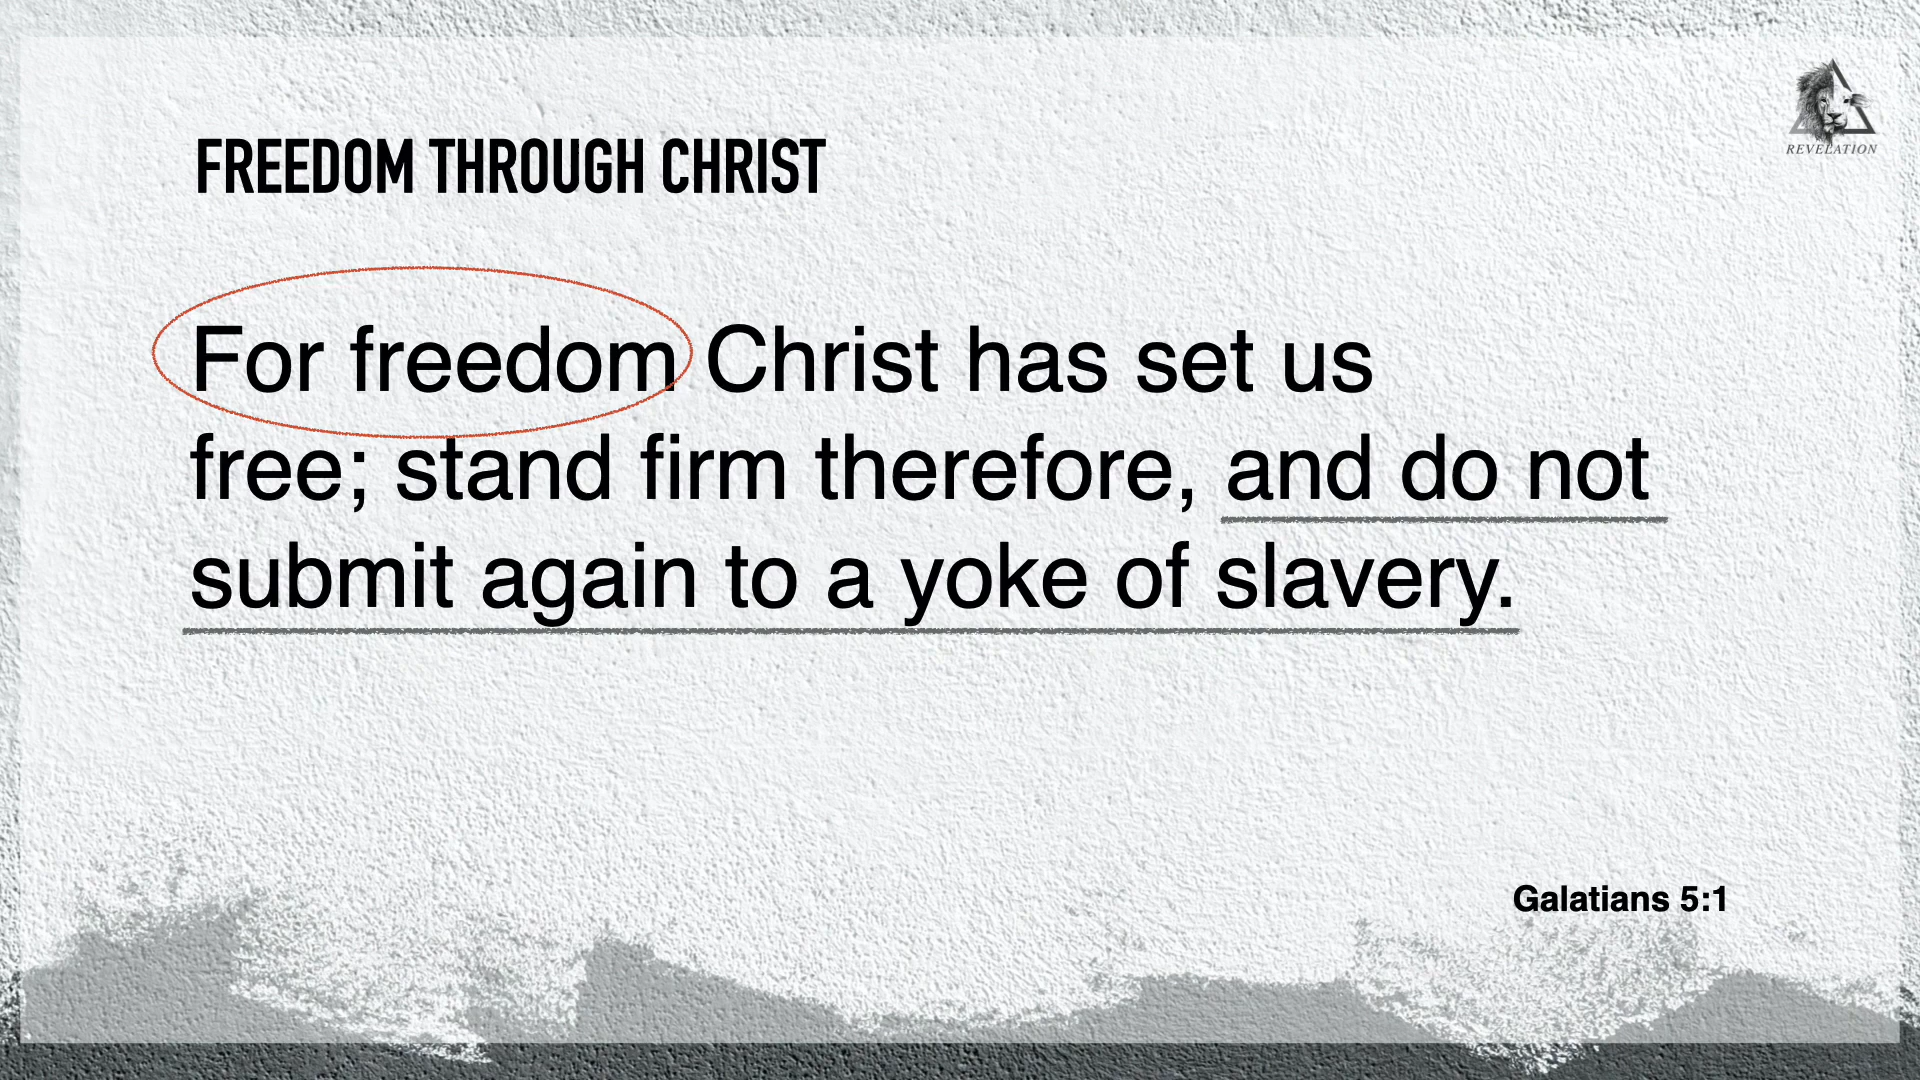 REVELATION
FREEDOM THROUGH CHRIST
For freedom Christ has set us
free; stand firm therefore, and do not
submit again to a yoke of slavery.
Galatians 5:1